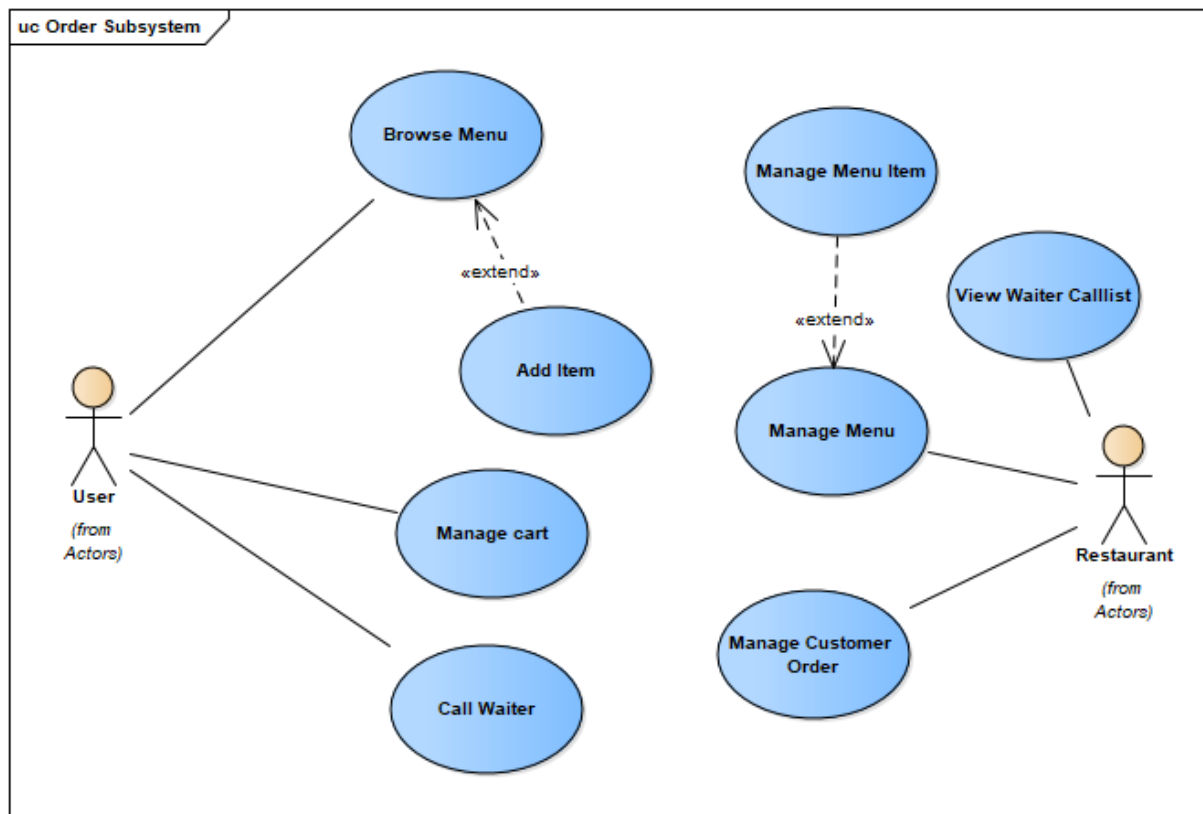 uc Order Subsystem
Browse Menu
Manage Menu Item
«extend»
View Waiter Calllist
«extend»
Add Item
Manage Menu
User
(from
Actors)
Manage cart
Restaurant
(from
Actors)
Manage Customer
Order
Call Waiter